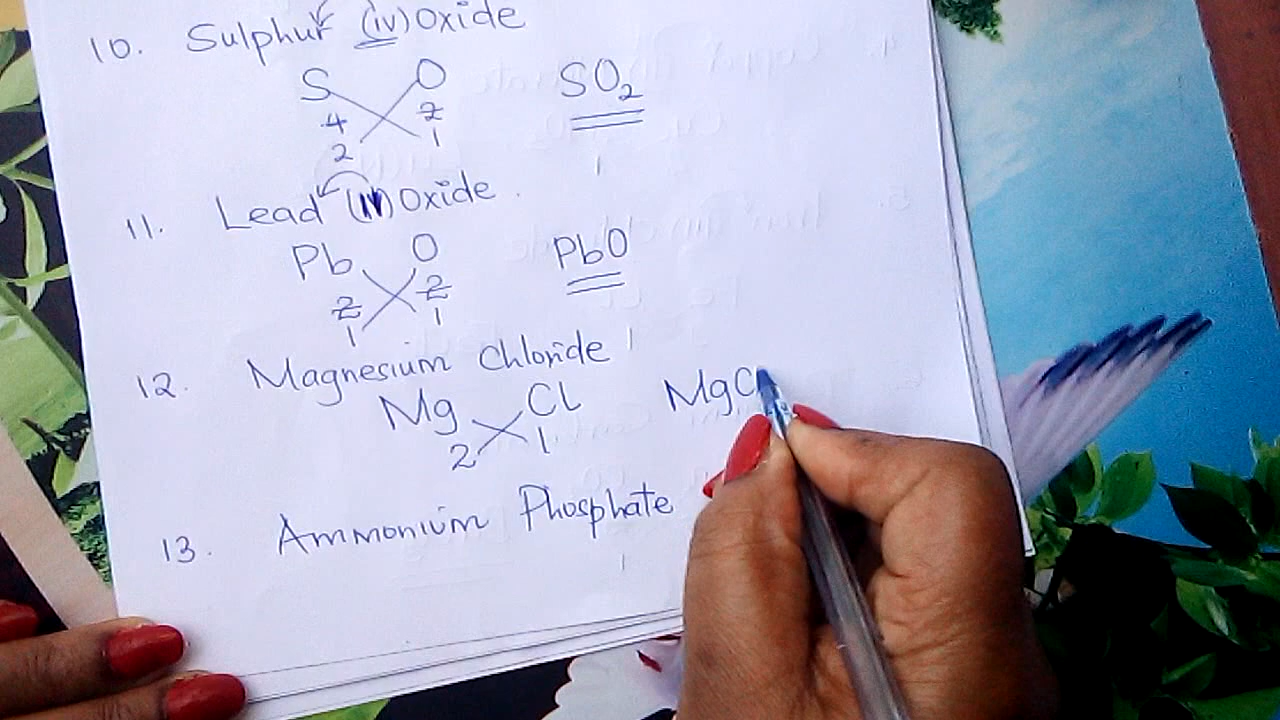 10. Sulphur (iv) Oxide
S O SO2
4 2
2 1
11. Lead (II) Oxide
Pb O PbO
2 2
1 1
12. Magnesium Chloride
Mg Cl MgC
2 1
13. Ammonium Phosphate